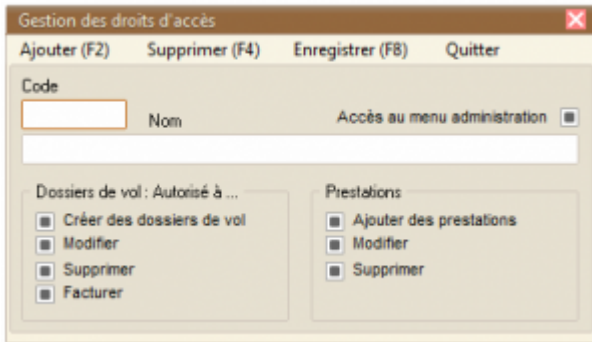 Gestion des droits d'accès
Ajouter (F2) Supprimer (F4) Enregistrer (F8) Quitter
Code
Nom Accès au menu administration
Dossiers de vol : Autorisé à ... Prestations
Créer des dossiers de vol Ajouter des prestations
Modifier Modifier
Supprimer Supprimer
Facturer